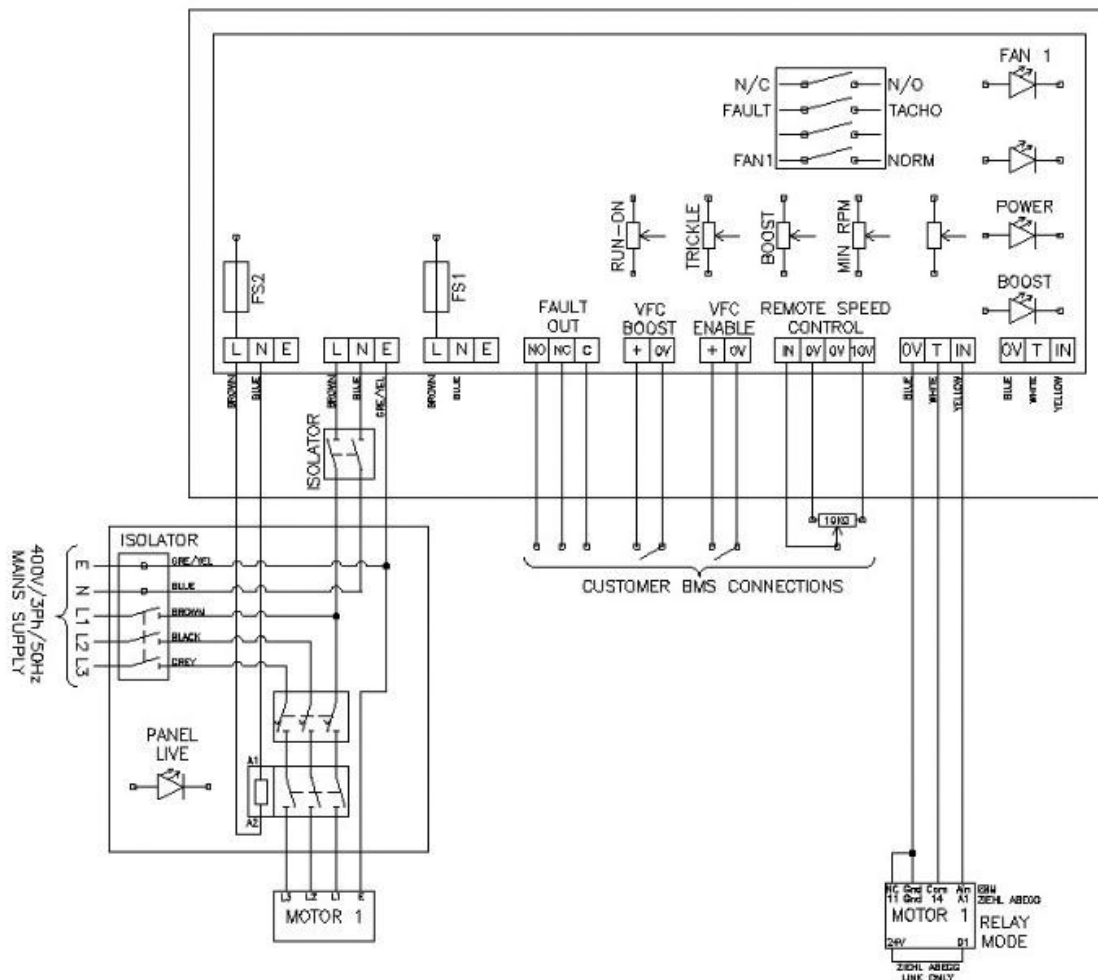 FAN 1
N/C N/O
FAULT TACHO
FAN1 NORM
RUN-DN
TRICKLE
BOOST
MIN RPM
POWER
BOOST
FS2
FS1
FAULT OUT
VFC BOOST
VFC ENABLE
REMOTE SPEED CONTROL
L N E
L N E
L N E
NO NC C
+ 0V
+ 0V
IN 0V 0V 10V
0V T IN
0V T IN
BROWN
BLUE
BROWN
BLUE
GRE/YEL
BROWN
BLUE
BLUE
WHITE
YELLOW
BLUE
WHITE
YELLOW
ISOLATOR
10KΩ
CUSTOMER BMS CONNECTIONS
400V/3Ph/50Hz
MAINS SUPPLY
ISOLATOR
E GRE/YEL
N BLUE
L1 BROWN
L2 BLACK
L3 GREY
PANEL
LIVE
A1
A2
L3 L2 L1 E
MOTOR 1
NC Gnd Com Ain EBM
11 Gnd 14 A1 ZIEHL ABEGG
MOTOR 1
RELAY
MODE
24V D1
ZIEHL ABEGG
LINK ONLY